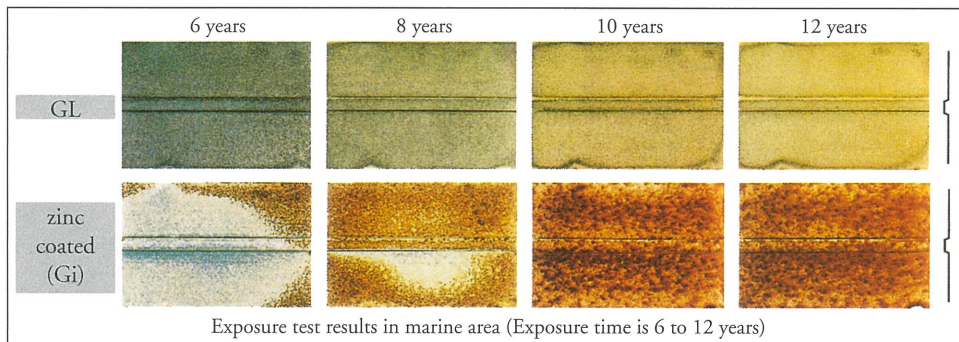 6 years 8 years 10 years 12 years
GL
zinc
coated
(Gi)
Exposure test results in marine area (Exposure time is 6 to 12 years)